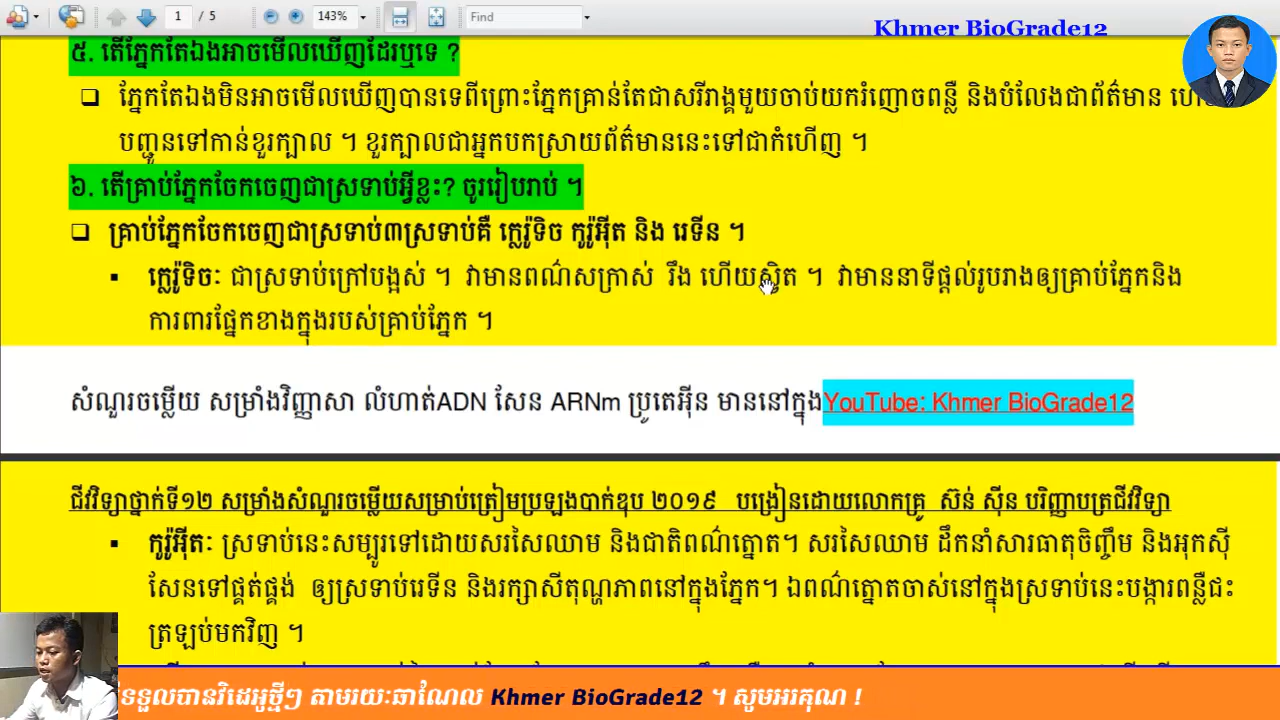 1 / 5
143%
Find
Khmer BioGrade12
៥. តើភ្នែកតែឯងអាចមើលឃើញដែរឬទេ ?
ភ្នែកតែឯងមិនអាចមើលឃើញបានទេពីព្រោះភ្នែកគ្រាន់តែជាសរីរាង្គមួយចាប់យករំញោចពន្លឺ និងបំលែងជាព័ត៌មាន
បញ្ជូនទៅកាន់ខួរក្បាល ។ ខួរក្បាលជាអ្នកបកស្រាយព័ត៌មាននេះទៅជាកំហើញ ។
៦. តើគ្រាប់ភ្នែកចែកចេញជាស្រទាប់អ្វីខ្លះ? ចូររៀបរាប់ ។
គ្រាប់ភ្នែកចែកចេញជាស្រទាប់៣ស្រទាប់គឺ ក្លេរ៉ូទិច កូរ៉ូអ៊ីត និង រេទីន ។
ក្លេរ៉ូទិចៈ ជាស្រទាប់ក្រៅបង្អស់ ។ វាមានពណ៌សក្រាស់ រឹង ហើយស្វិត ។ វាមាននាទីផ្តល់រូបរាងឲ្យគ្រាប់ភ្នែកនិង
ការពារផ្នែកខាងក្នុងរបស់គ្រាប់ភ្នែក ។
សំណួរចម្លើយ សម្រាំងវិញ្ញាសា លំហាត់ADN សែន ARNm ប្រូតេអ៊ីន មាននៅក្នុងYouTube: Khmer BioGrade12
ជីវវិទ្យាថ្នាក់ទី១២ សម្រាំងសំណួរចម្លើយសម្រាប់ត្រៀមប្រឡងបាក់ឌុប ២០១៩ បង្រៀនដោយលោកគ្រូ ស៊ន់ ស៊ីន បរិញ្ញាបត្រជីវវិទ្យា
កូរ៉ូអ៊ីតៈ ស្រទាប់នេះសម្បូរទៅដោយសរសៃឈាម និងជាតិពណ៌ត្នោត។ សរសៃឈាម ដឹកនាំសារធាតុចិញ្ចឹម និងអុកស៊ី
សែនទៅផ្គត់ផ្គង់ ឲ្យស្រទាប់រេទីន និងរក្សាសីតុណ្ហភាពនៅក្នុងភ្នែក។ ឯពណ៌ត្នោតចាស់នៅក្នុងស្រទាប់នេះបង្ការពន្លឺជះ
ត្រឡប់មកវិញ ។
ទទួលបានវិដេអូថ្មីៗ តាមរយៈឆាណែល Khmer BioGrade12 ។ សូមអរគុណ !